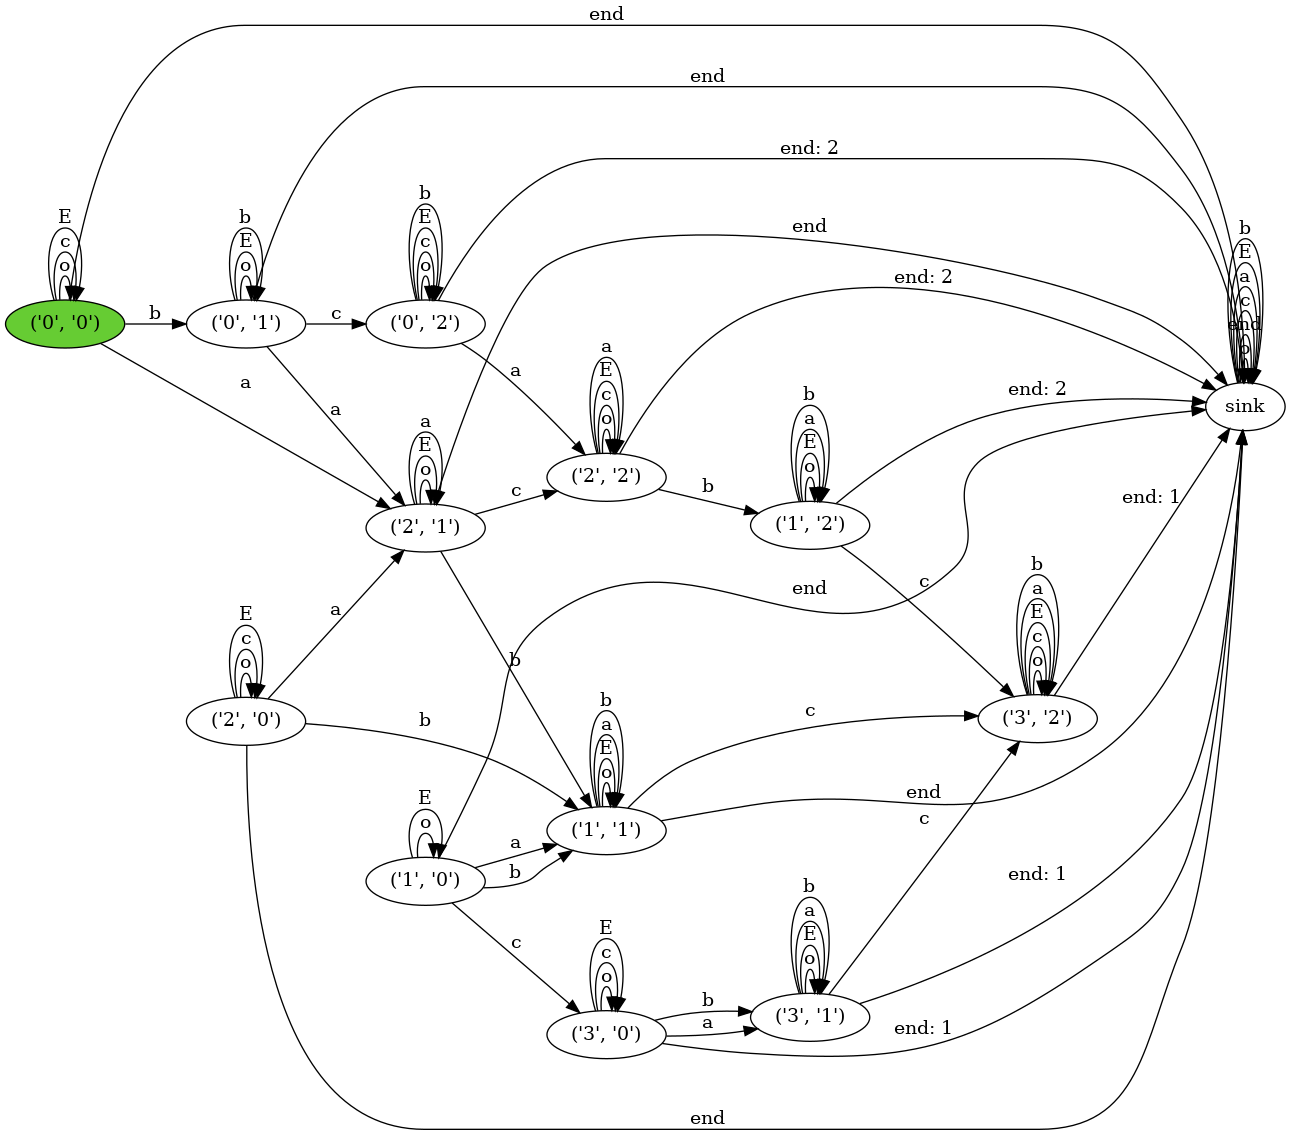 end
end
end: 2
b
b
E
E
E
b
E
c
c
o
o
o
end
('0', '0')
b
('0', '1')
c
('0', '2')
end: 2
b
E
a
c
end
o
sink
a
a
a
a
E
c
o
('2', '2')
end: 2
b
a
E
o
('1', '2')
a
E
o
('2', '1')
c
b
end: 1
c
b
a
E
c
o
('3', '2')
end
E
c
o
('2', '0')
a
b
b
b
a
E
o
('1', '1')
c
end
c
E
o
('1', '0')
a
b
c
E
c
o
('3', '0')
b
a
b
a
E
o
('3', '1')
end: 1
end: 1
end